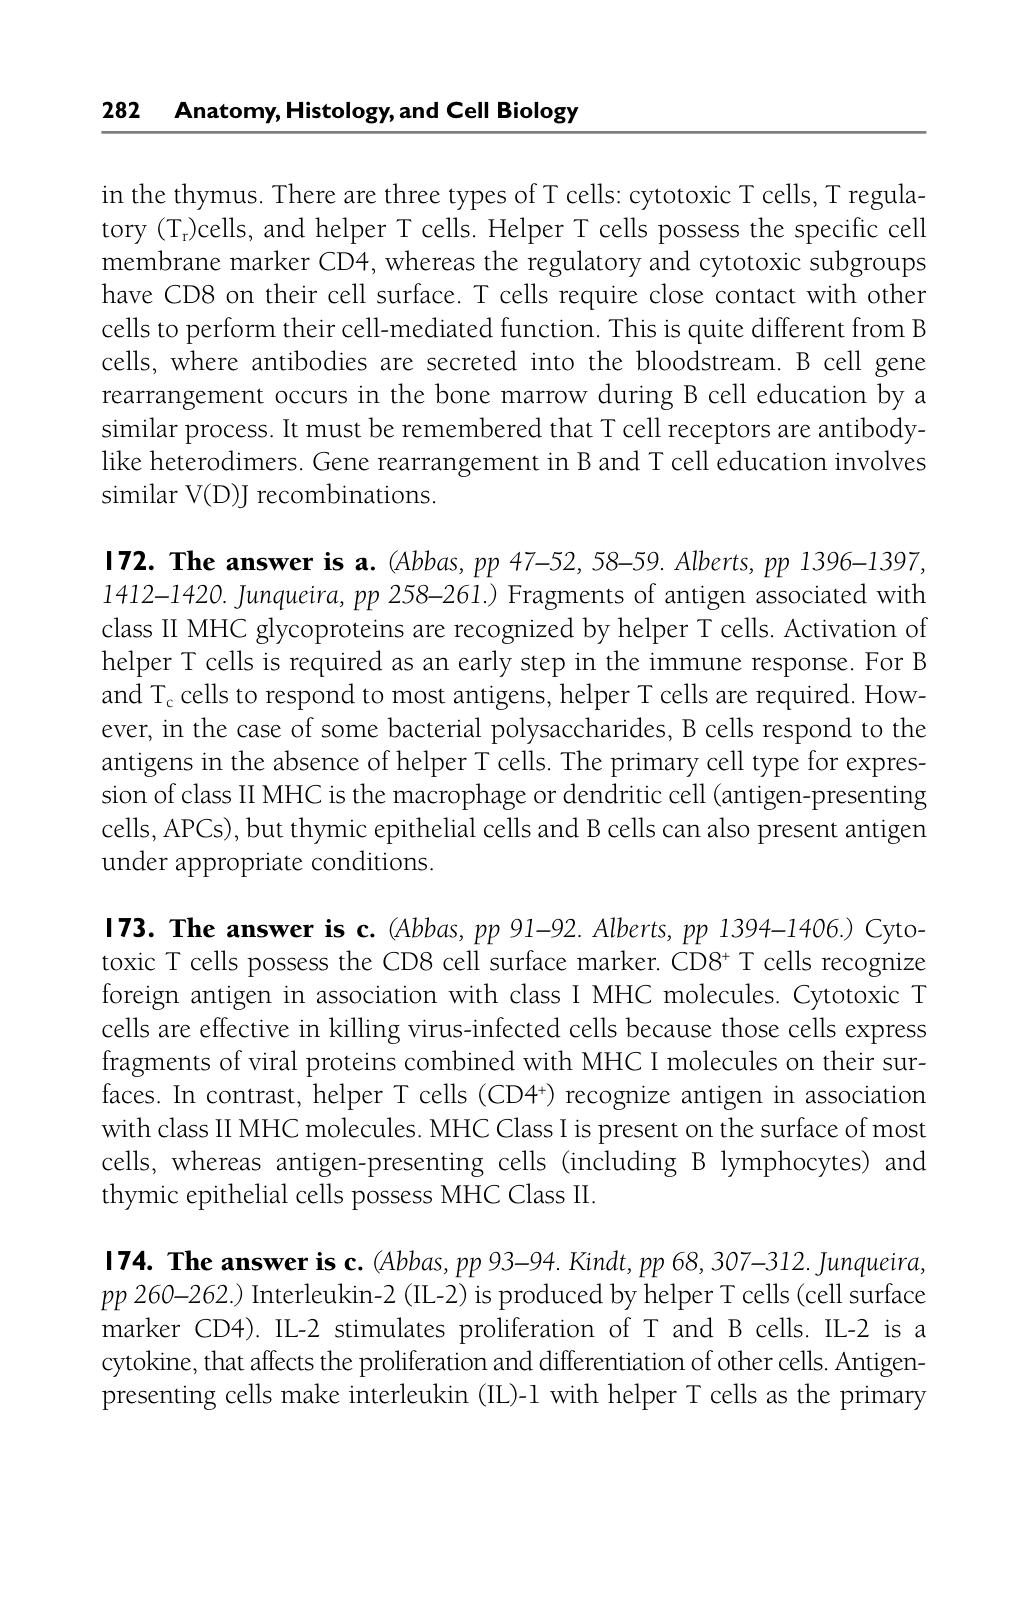 282 Anatomy, Histology, and Cell Biology
in the thymus. There are three types of T cells: cytotoxic T cells, T regula-
tory (Tr)cells, and helper T cells. Helper T cells possess the specific cell
membrane marker CD4, whereas the regulatory and cytotoxic subgroups
have CD8 on their cell surface. T cells require close contact with other
cells to perform their cell-mediated function. This is quite different from B
cells, where antibodies are secreted into the bloodstream. B cell gene
rearrangement occurs in the bone marrow during B cell education by a
similar process. It must be remembered that T cell receptors are antibody-
like heterodimers. Gene rearrangement in B and T cell education involves
similar V(D)J recombinations.
172. The answer is a. (Abbas, pp 47–52, 58–59. Alberts, pp 1396–1397,
1412–1420. Junqueira, pp 258–261.) Fragments of antigen associated with
class II MHC glycoproteins are recognized by helper T cells. Activation of
helper T cells is required as an early step in the immune response. For B
and Tc cells to respond to most antigens, helper T cells are required. How-
ever, in the case of some bacterial polysaccharides, B cells respond to the
antigens in the absence of helper T cells. The primary cell type for expres-
sion of class II MHC is the macrophage or dendritic cell (antigen-presenting
cells, APCs), but thymic epithelial cells and B cells can also present antigen
under appropriate conditions.
173. The answer is c. (Abbas, pp 91–92. Alberts, pp 1394–1406.) Cyto-
toxic T cells possess the CD8 cell surface marker. CD8+ T cells recognize
foreign antigen in association with class I MHC molecules. Cytotoxic T
cells are effective in killing virus-infected cells because those cells express
fragments of viral proteins combined with MHC I molecules on their sur-
faces. In contrast, helper T cells (CD4+) recognize antigen in association
with class II MHC molecules. MHC Class I is present on the surface of most
cells, whereas antigen-presenting cells (including B lymphocytes) and
thymic epithelial cells possess MHC Class II.
174. The answer is c. (Abbas, pp 93–94. Kindt, pp 68, 307–312. Junqueira,
pp 260–262.) Interleukin-2 (IL-2) is produced by helper T cells (cell surface
marker CD4). IL-2 stimulates proliferation of T and B cells. IL-2 is a
cytokine, that affects the proliferation and differentiation of other cells. Antigen-
presenting cells make interleukin (IL)-1 with helper T cells as the primary